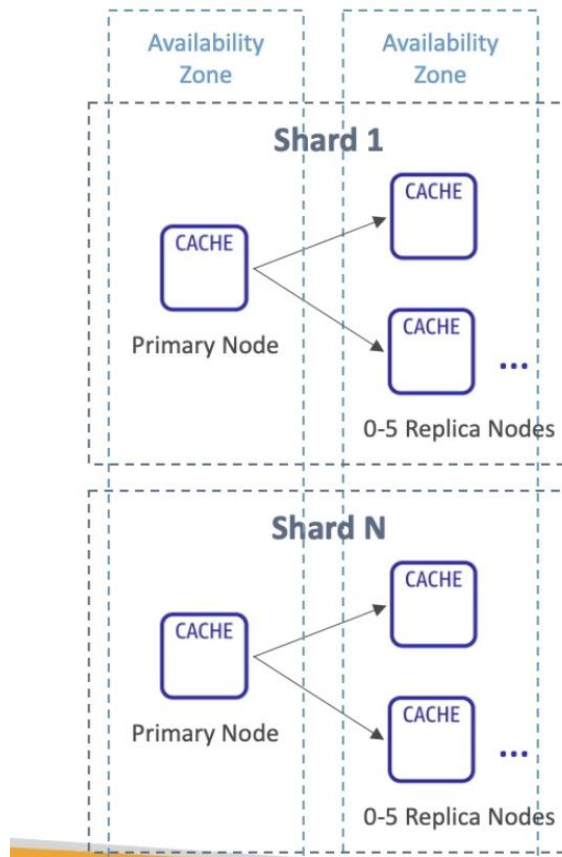 Availability
Zone
Availability
Zone
Shard 1
CACHE
CACHE
Primary Node
CACHE
...
0-5 Replica Nodes
Shard N
CACHE
CACHE
Primary Node
CACHE
...
0-5 Replica Nodes